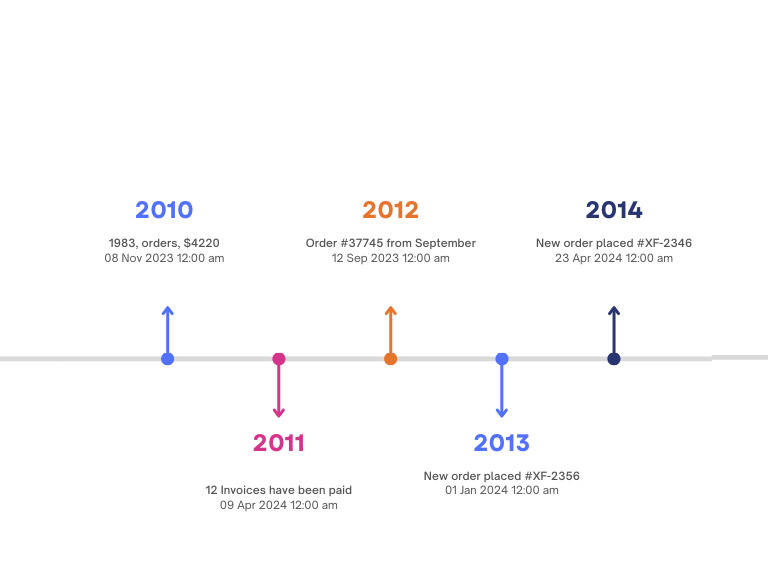 2010
1983, orders, $4220
08 Nov 2023 12:00 am
2012
Order #37745 from September
12 Sep 2023 12:00 am
2014
New order placed #XF-2346
23 Apr 2024 12:00 am
2011
12 Invoices have been paid
09 Apr 2024 12:00 am
2013
New order placed #XF-2356
01 Jan 2024 12:00 am